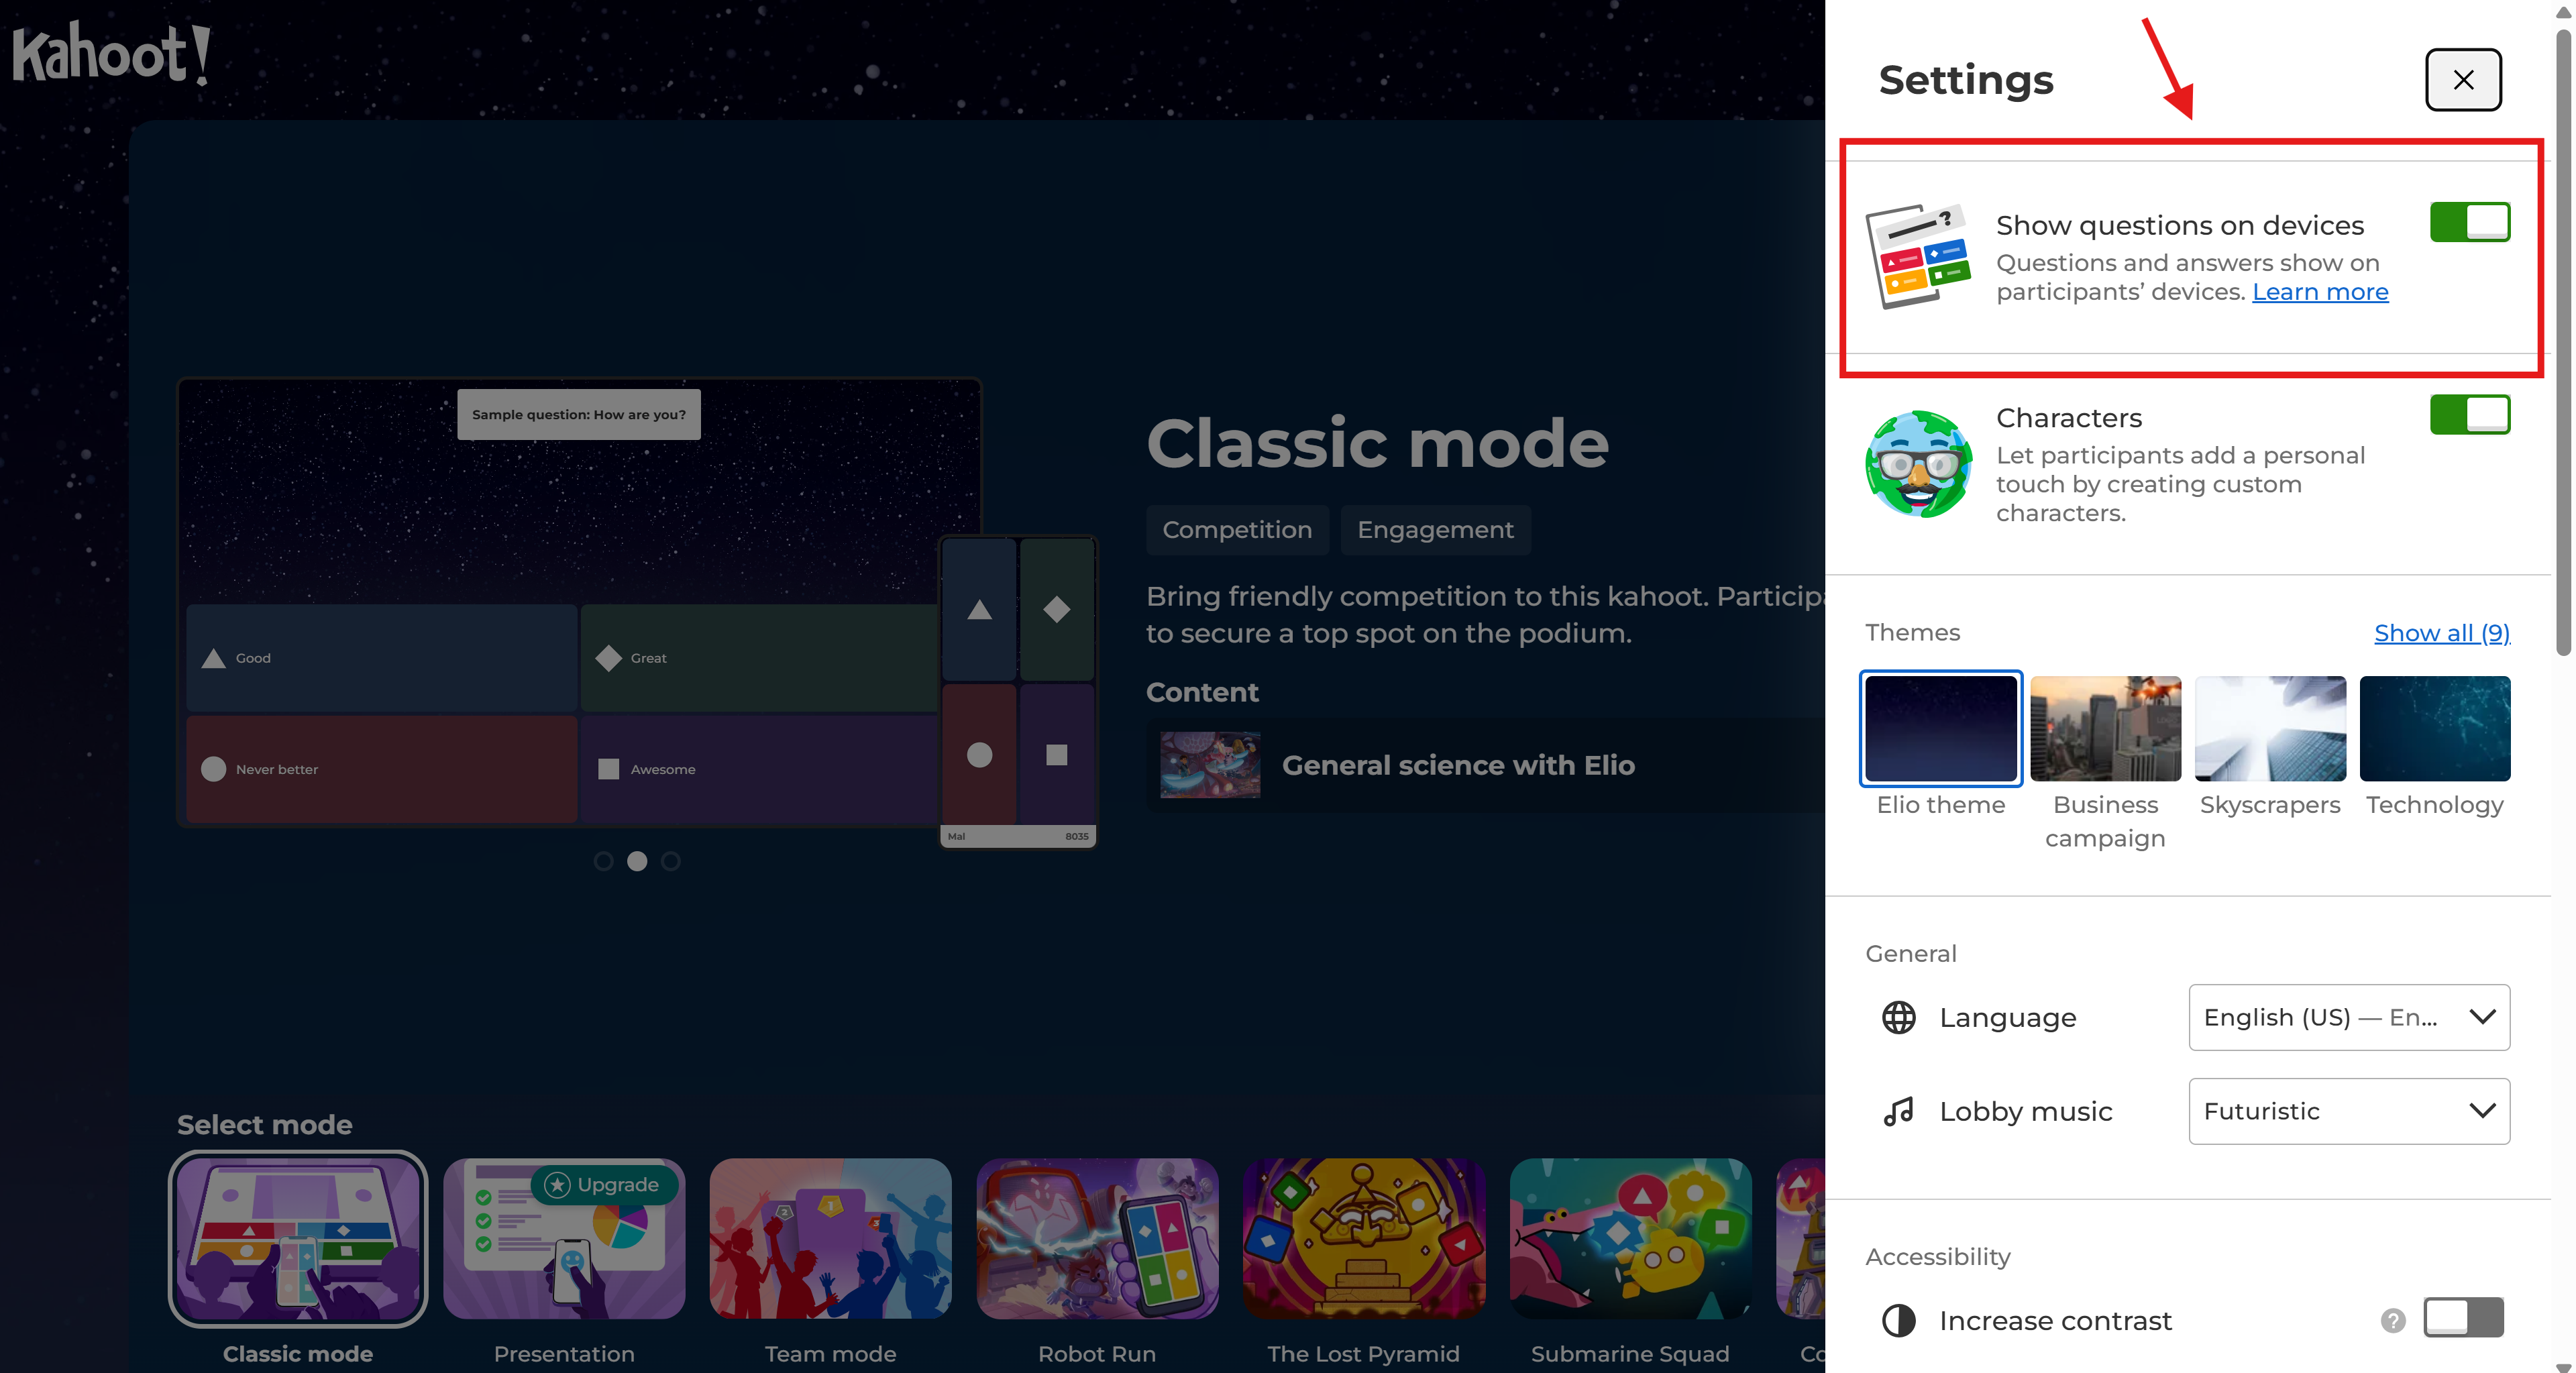 Kahoot!
Sample question: How are you?
Good
Great
Never better
Awesome
Mal
8035
Classic mode
Competition
Engagement
Bring friendly competition to this kahoot. Particip
to secure a top spot on the podium.
Content
General science with Elio
Select mode
Upgrade
2
1
3
Classic mode
Presentation
Team mode
Robot Run
The Lost Pyramid
Submarine Squad
Co
Settings
?
Show questions on devices
Questions and answers show on
participants’ devices. Learn more
Characters
Let participants add a personal
touch by creating custom
characters.
Themes
Show all (9)
Elio theme
Business
campaign
Skyscrapers
Technology
General
Language
English (US) — En...
Lobby music
Futuristic
Accessibility
Increase contrast
?